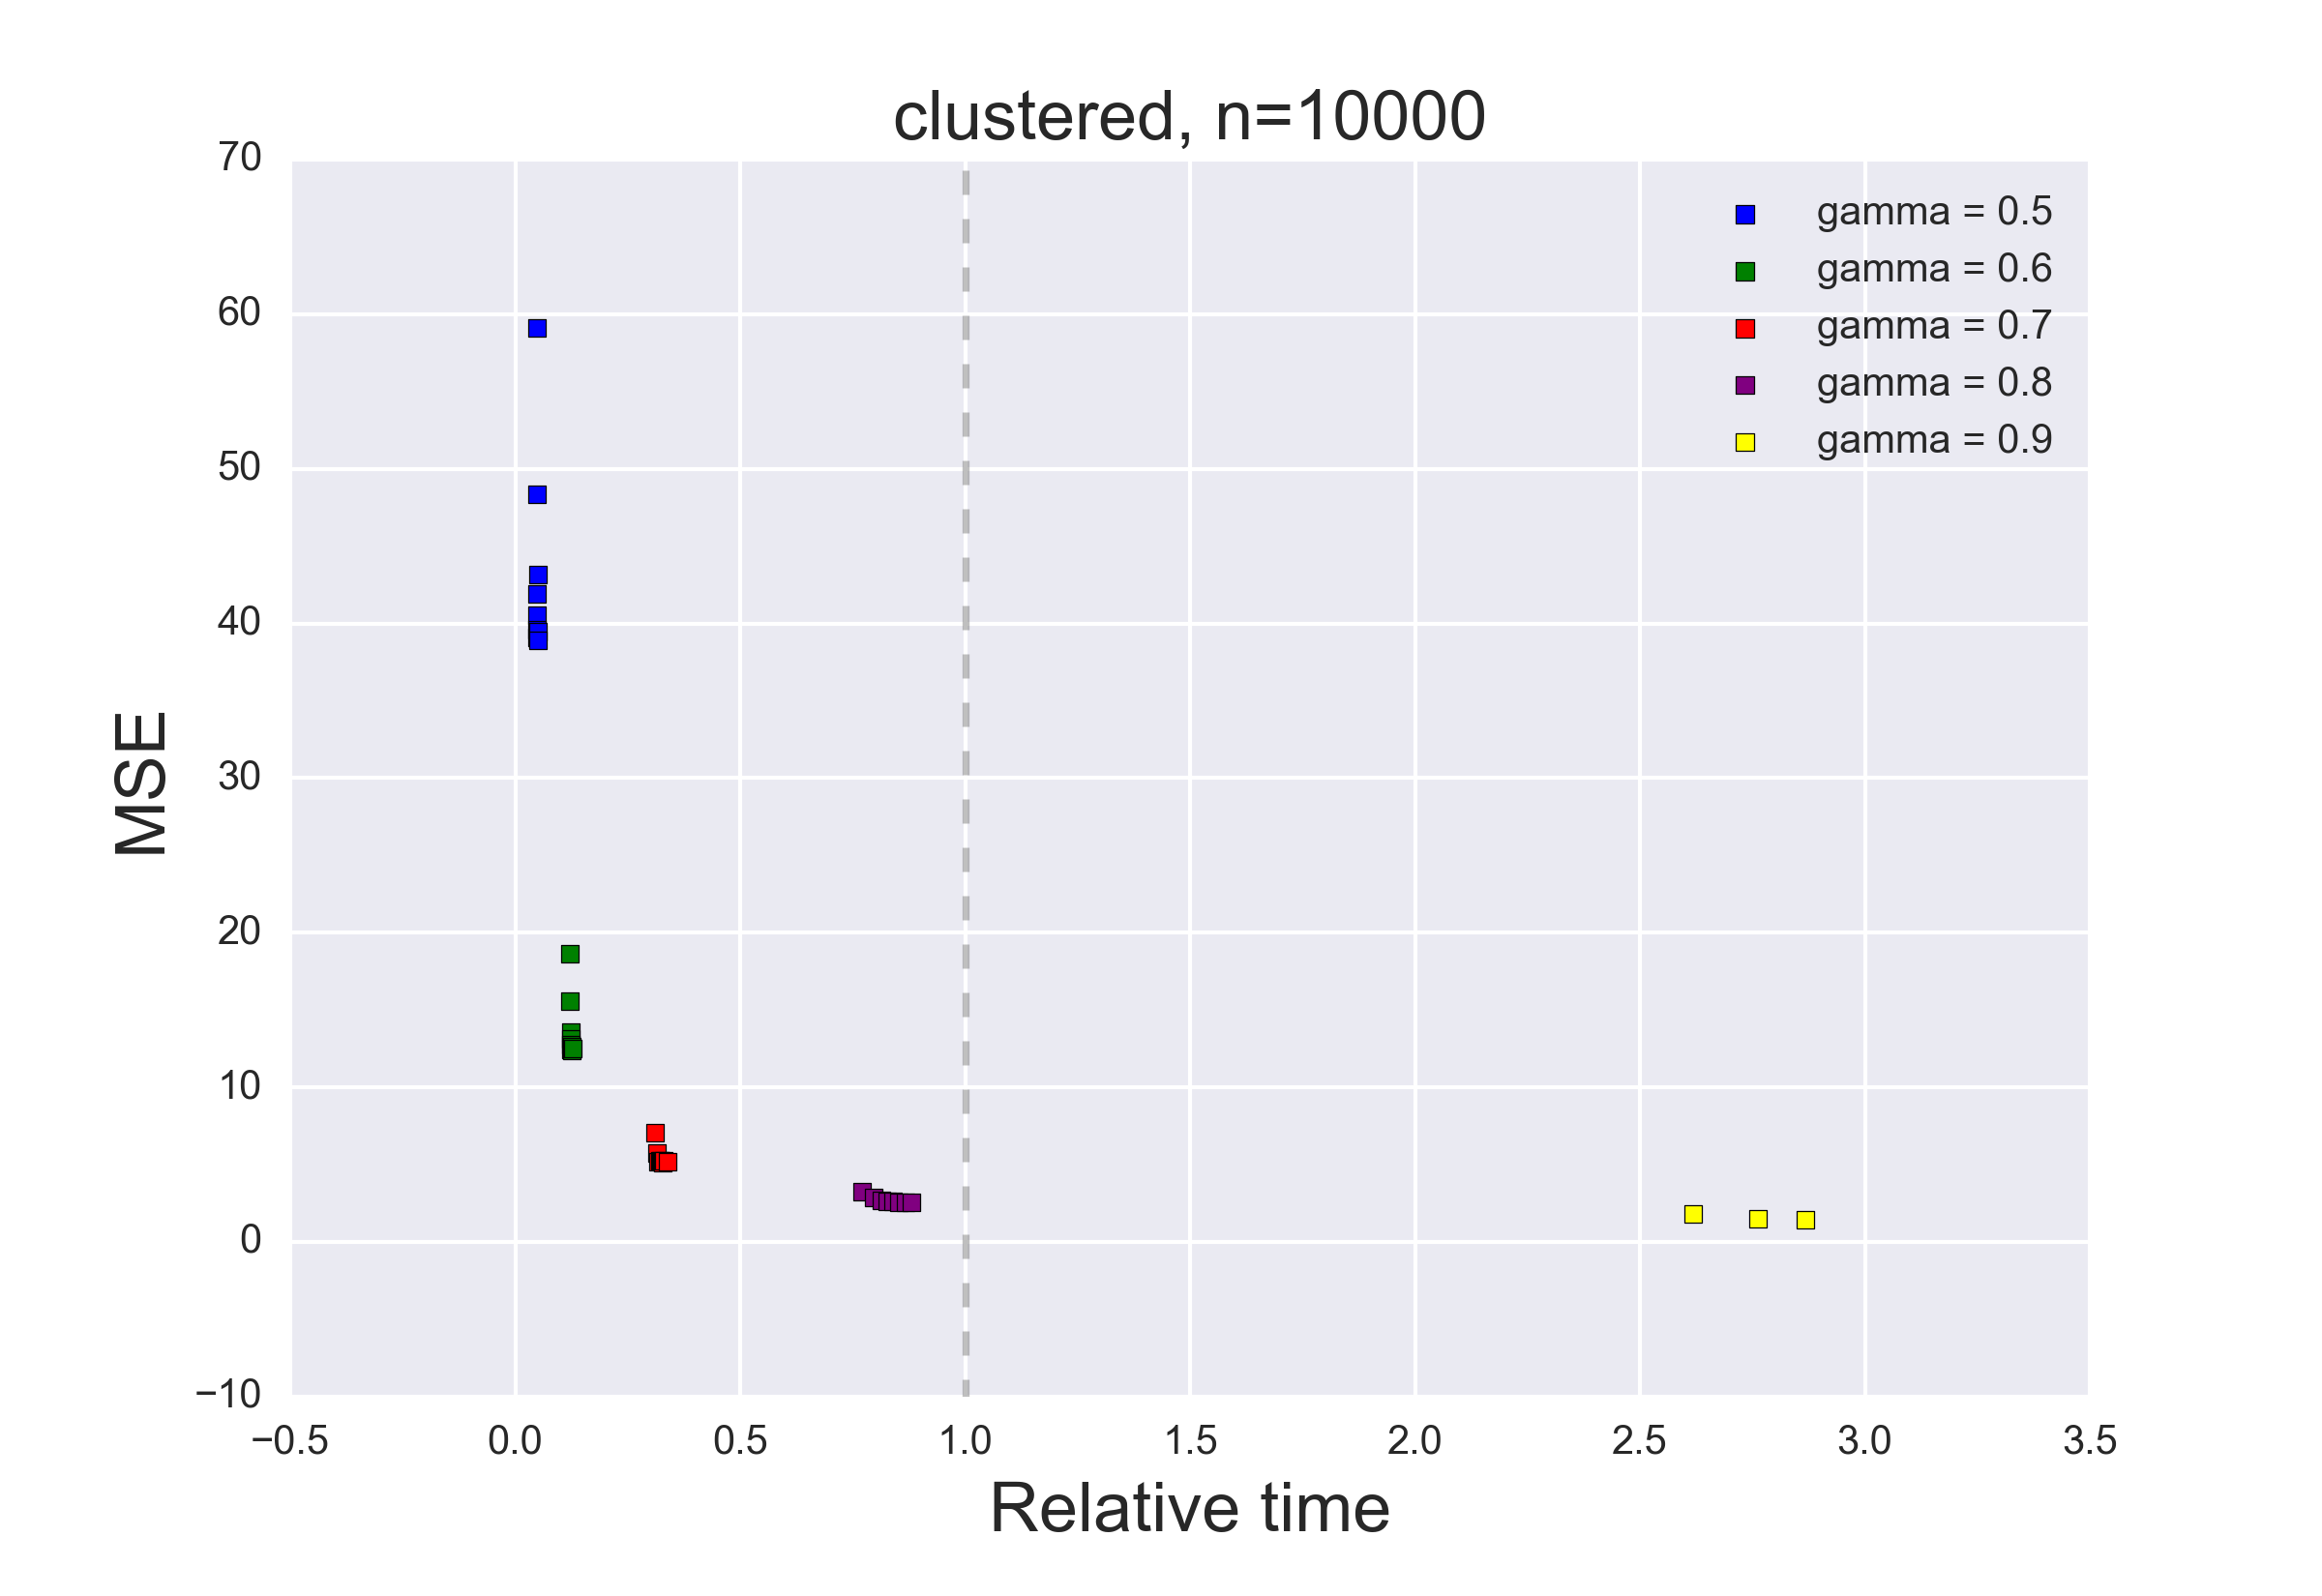 clustered, n=10000
70
60
50
40
30
20
10
0
−10
MSE
gamma = 0.5
gamma = 0.6
gamma = 0.7
gamma = 0.8
gamma = 0.9
−0.5 0.0 0.5 1.0 1.5 2.0 2.5 3.0 3.5
Relative time